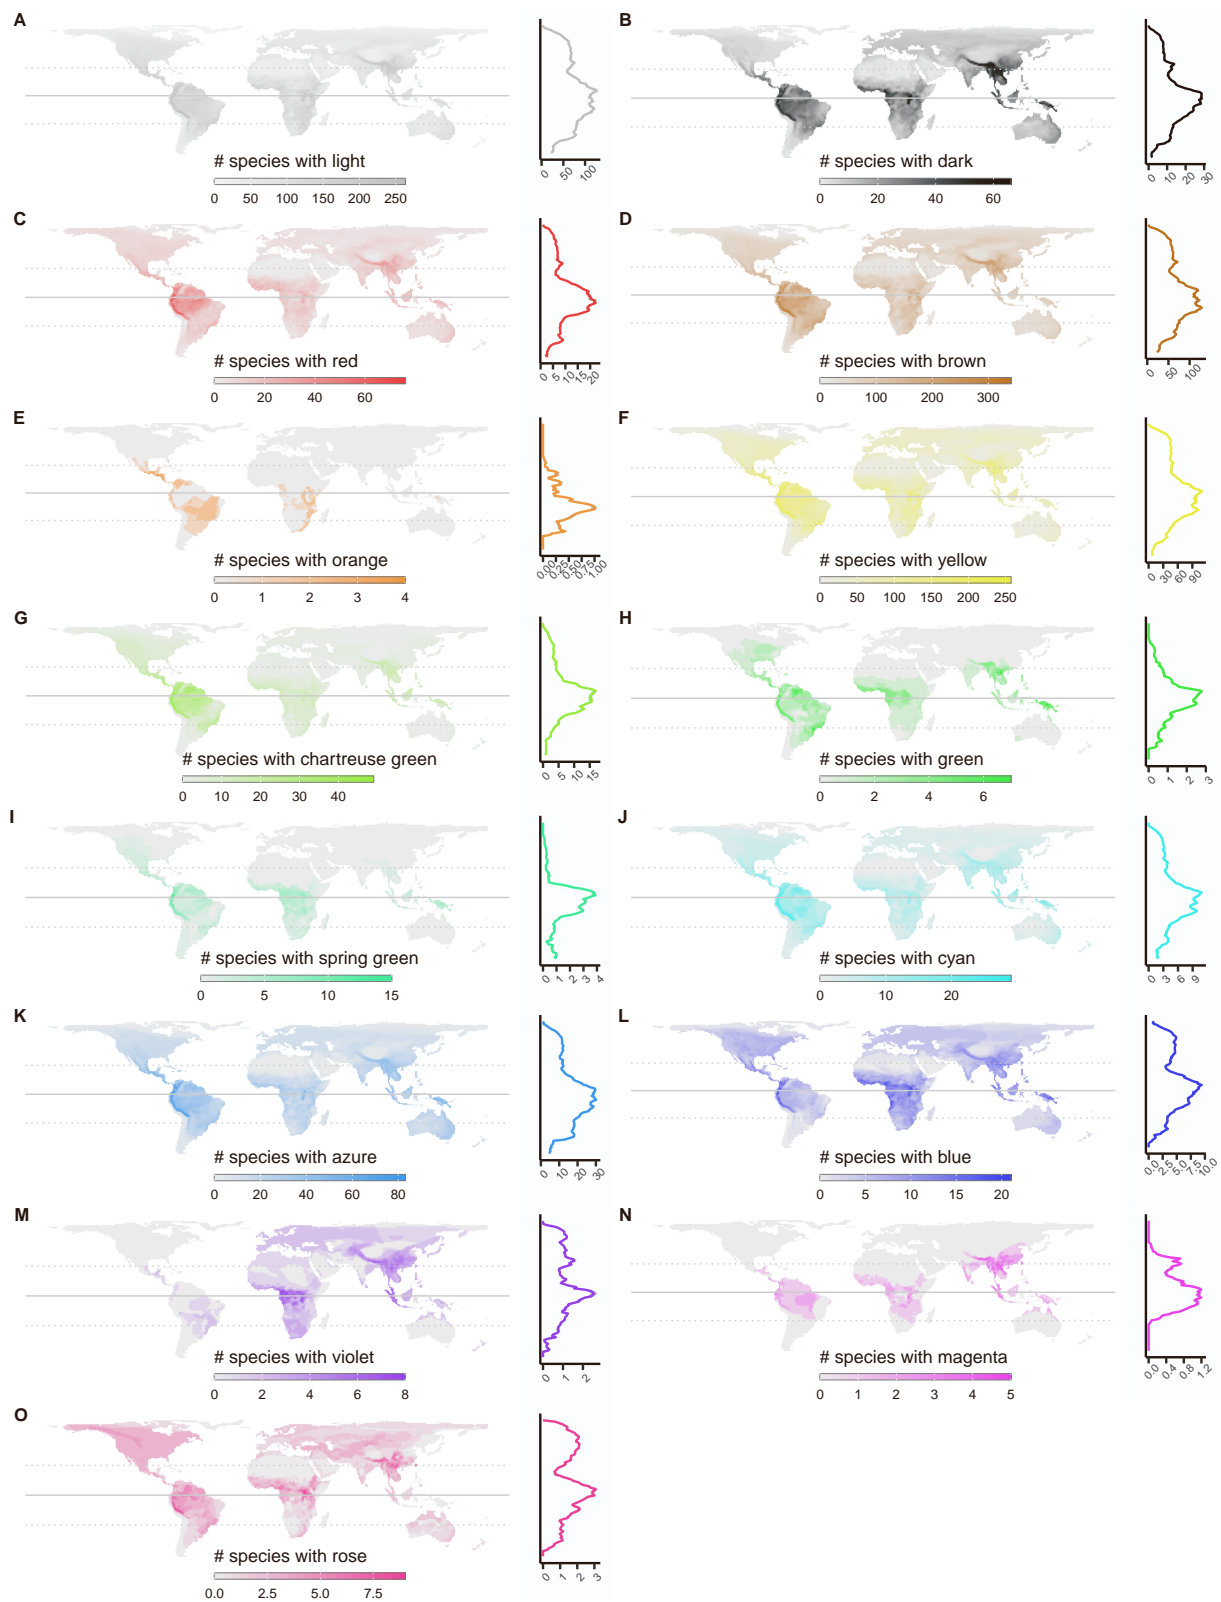 A
# species with light
0 50 100 150 200 250
0 50 100
B
# species with dark
0 20 40 60
0 10 20 30
C
# species with red
0 20 40 60
0 5 10 15 20
D
# species with brown
0 100 200 300
0 50 100
E
# species with orange
0 1 2 3 4
0.00 0.25 0.50 0.75 1.00
F
# species with yellow
0 50 100 150 200 250
0 30 60 90
G
# species with chartreuse green
0 10 20 30 40
0 5 10 15
H
# species with green
0 2 4 6
0 1 2 3
I
# species with spring green
0 5 10 15
0 1 2 3 4
J
# species with cyan
0 10 20
0 3 6 9
K
# species with azure
0 20 40 60 80
0 10 20 30
L
# species with blue
0 5 10 15 20
0.0 2.5 5.0 7.5 10.0
M
# species with violet
0 2 4 6 8
0 1 2
N
# species with magenta
0 1 2 3 4 5
0.0 0.4 0.8 1.2
O
# species with rose
0.0 2.5 5.0 7.5
0 1 2 3